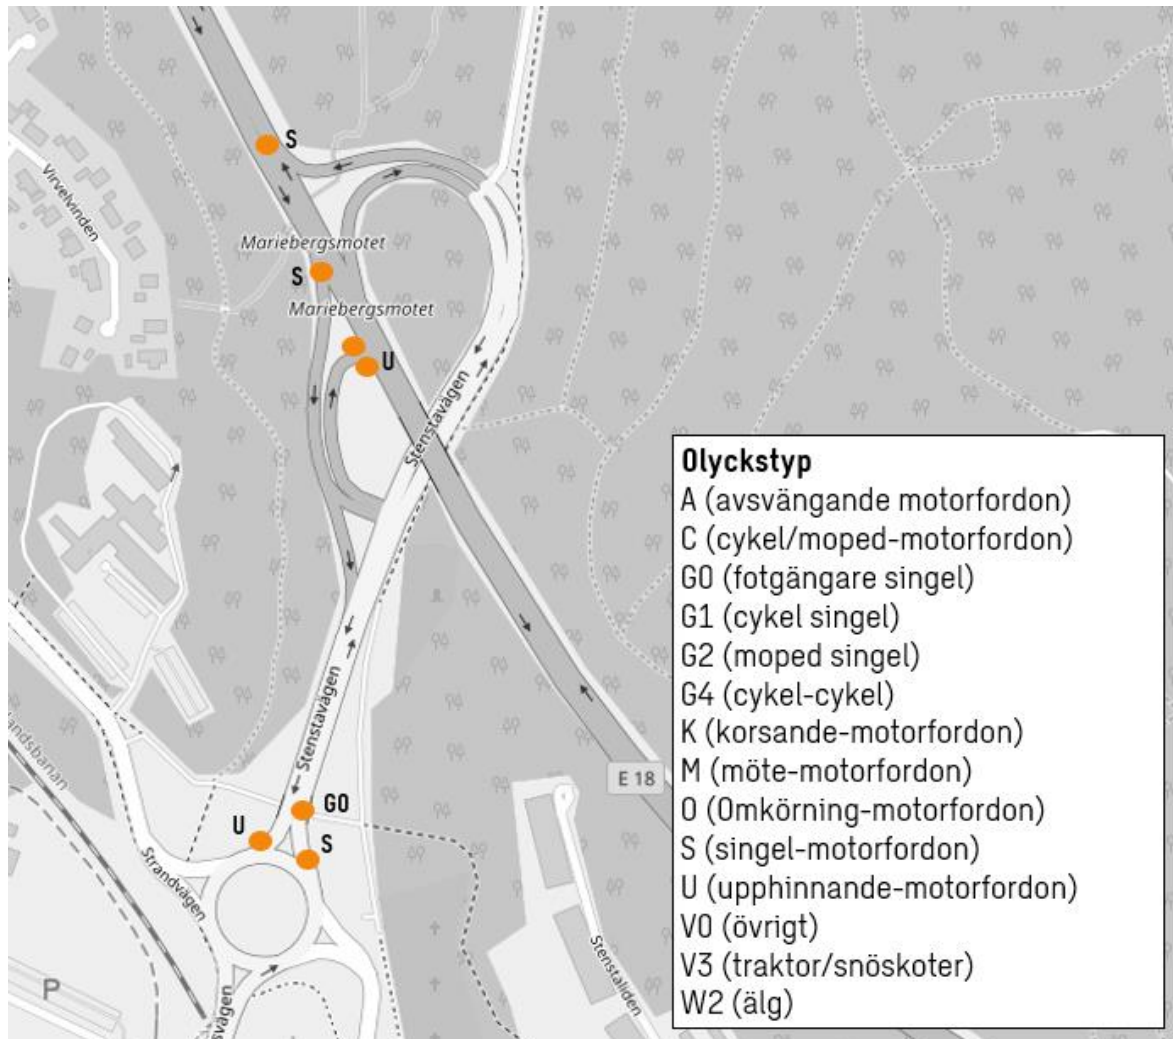 S
Virvelvinden
Mariebergsmotet
S
Mariebergsmotet
U
Stenstavägen
Olyckstyp
A (avsvängande motorfordon)
C (cykel/moped-motorfordon)
G0 (fotgängare singel)
G1 (cykel singel)
G2 (moped singel)
G4 (cykel-cykel)
K (korsande-motorfordon)
M (möte-motorfordon)
O (Omkörning-motorfordon)
S (singel-motorfordon)
U (upphinnande-motorfordon)
V0 (övrigt)
V3 (traktor/snöskoter)
W2 (älg)
Stenstavägen
landsbanan
E 18
G0
U
S
Strandvägen
Stenstaliden
P
svägen